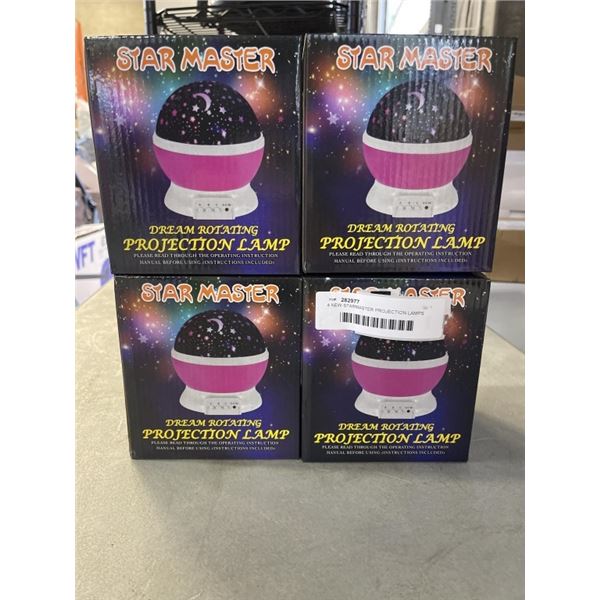 STAR MASTER
DREAM ROTATING
PROJECTION LAMP
PLEASE READ THROUGH THE OPERATING INSTRUCTION
MANUAL BEFORE USING (INSTRUCTIONS INCLUDED)
STAR MASTER
DREAM ROTATING
PROJECTION LAMP
PLEASE READ THROUGH THE OPERATING INSTRUCTION
MANUAL BEFORE USING (INSTRUCTIONS INCLUDED)
STAR MASTER
DREAM ROTATING
PROJECTION LAMP
PLEASE READ THROUGH THE OPERATING INSTRUCTION
MANUAL BEFORE USING (INSTRUCTIONS INCLUDED)
282977
4 NEW STARMASTER PROJECTION LAMPS
DREAM ROTATING
PROJECTION LAMP
PLEASE READ THROUGH THE OPERATING INSTRUCTION
MANUAL BEFORE USING (INSTRUCTIONS INCLUDED)